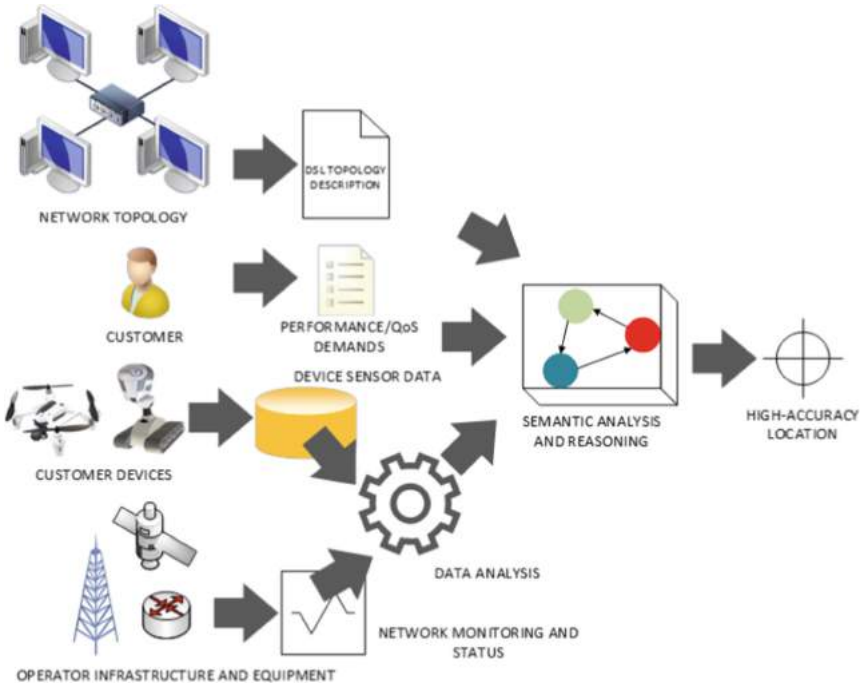 DSL TOPOLOGY
DESCRIPTION
NETWORK TOPOLOGY
CUSTOMER
PERFORMANCE/QoS
DEMANDS
DEVICE SENSOR DATA
SEMANTIC ANALYSIS
AND REASONING
HIGH-ACCURACY
LOCATION
CUSTOMER DEVICES
DATA ANALYSIS
NETWORK MONITORING AND
STATUS
OPERATOR INFRASTRUCTURE AND EQUIPMENT